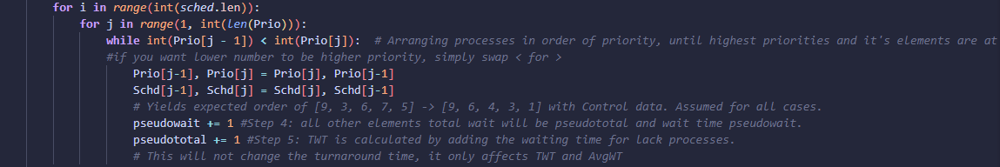 for i in range(int(sched.len)):
for j in range(1, int(len(Prio))):
while int(Prio[j - 1]) < int(Prio[j]):  # Arranging processes in order of priority, until highest priorities and it's elements are at
#if you want lower number to be higher priority, simply swap < for >
Prio[j-1], Prio[j] = Prio[j], Prio[j-1]
Schd[j-1], Schd[j] = Schd[j], Schd[j-1]
# Yields expected order of [9, 3, 6, 7, 5] -> [9, 6, 4, 3, 1] with Control data. Assumed for all cases.
pseudowait += 1 #Step 4: all other elements total wait will be pseudototal and wait time pseudowait.
pseudototal += 1 #Step 5: TWT is calculated by adding the waiting time for lack processes.
# This will not change the turnaround time, it only affects TWT and AvgWT